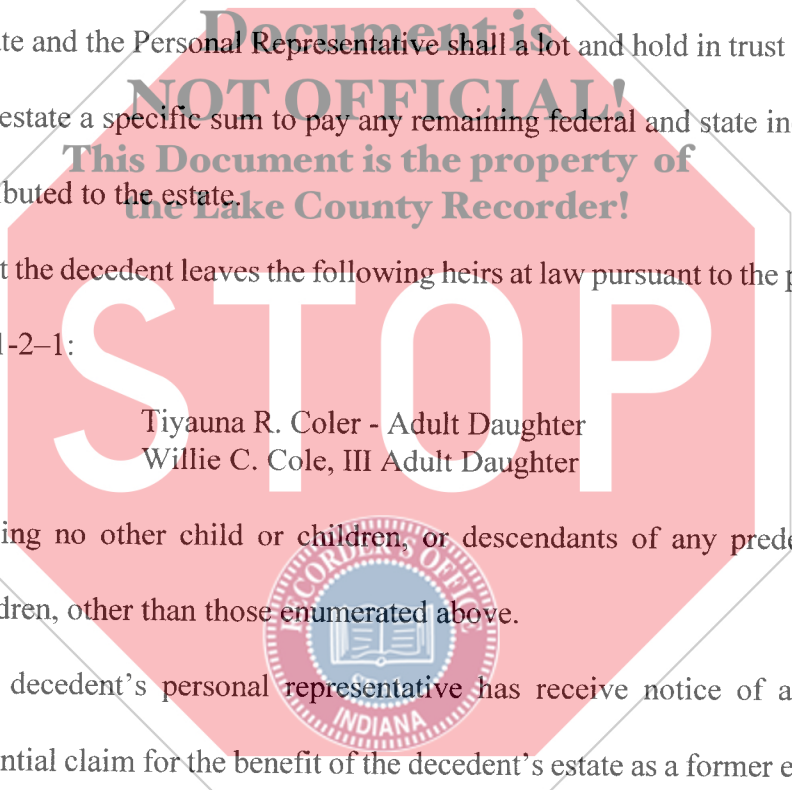 Document is
te and the Personal Representative shall a lot and hold in trust
NOT OFFICIAL!
estate a specific sum to pay any remaining federal and state in
This Document is the property of
buted to the estate.
the Lake County Recorder!
t the decedent leaves the following heirs at law pursuant to the p
1-2–1:
STOP
Tiyauna R. Coler - Adult Daughter
Willie C. Cole, III Adult Daughter
ing no other child or children, or descendants of any prede
RECORDER'S OFFICE
dren, other than those enumerated above.
SEAL
decedent’s personal representative has receive notice of a
INDIANA
ntial claim for the benefit of the decedent’s estate as a former e